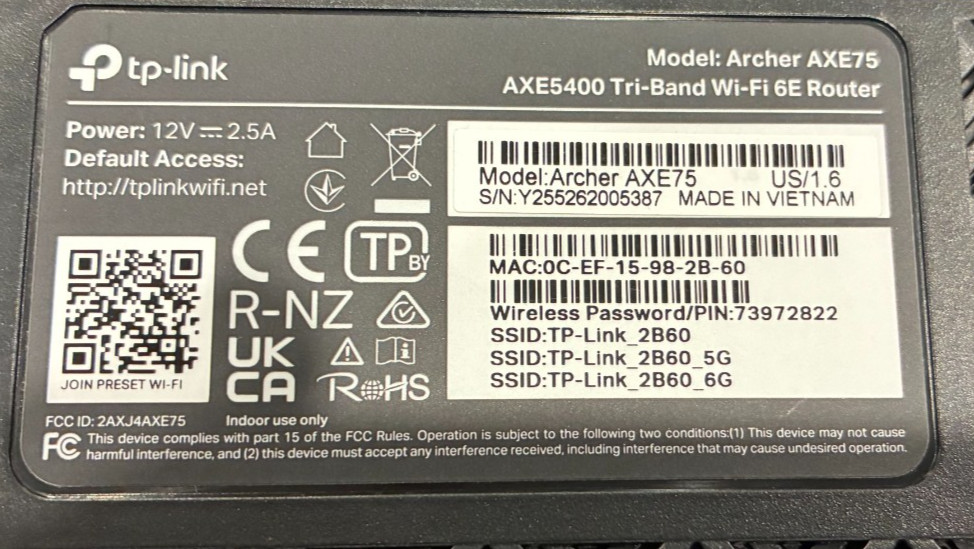 tp-link
Model: Archer AXE75
AXE5400 Tri-Band Wi-Fi 6E Router
Power: 12V 2.5A
Default Access:
http://tplinkwifi.net
Model:Archer AXE75 US/1.6
S/N:Y255262005387 MADE IN VIETNAM
CE TP BY
R-NZ
UK
CA
RoHS
JOIN PRESET WI-FI
MAC:0C-EF-15-98-2B-60
Wireless Password/PIN:73972822
SSID:TP-Link_2B60
SSID:TP-Link_2B60_5G
SSID:TP-Link_2B60_6G
FCC ID: 2AXJ4AXE75 Indoor use only
FC This device complies with part 15 of the FCC Rules. Operation is subject to the following two conditions:(1) This device may not cause
harmful interference, and (2) this device must accept any interference received, including interference that may cause undesired operation.